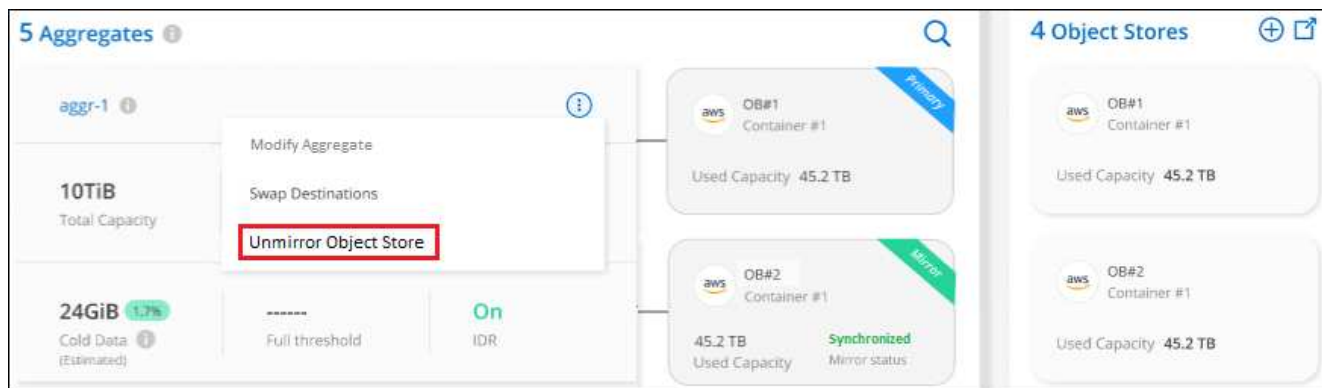 5 Aggregates
4 Object Stores
aggr-1
Modify Aggregate
Swap Destinations
Unmirror Object Store
10TiB
Total Capacity
24GiB 1.7%
Cold Data
(Estimated)
------
Full threshold
On
IDR
Primary
aws
OB#1
Container #1
Used Capacity 45.2 TB
Mirror
aws
OB#2
Container #1
45.2 TB
Used Capacity
Synchronized
Mirror status
aws
OB#1
Container #1
Used Capacity 45.2 TB
aws
OB#2
Container #1
Used Capacity 45.2 TB